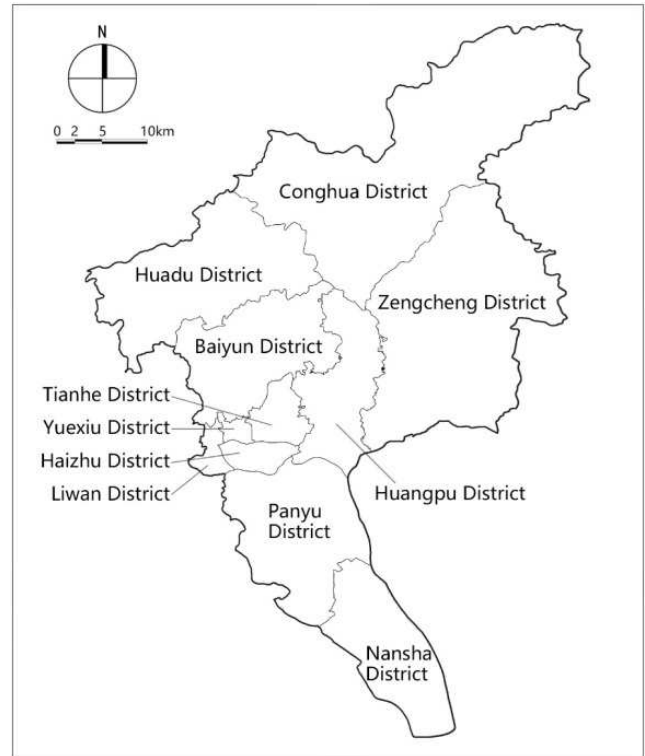 N
0 2 5 10km
Conghua District
Huadu District
Zengcheng District
Baiyun District
Tianhe District
Yuexiu District
Haizhu District
Liwan District
Huangpu District
Panyu
District
Nansha
District